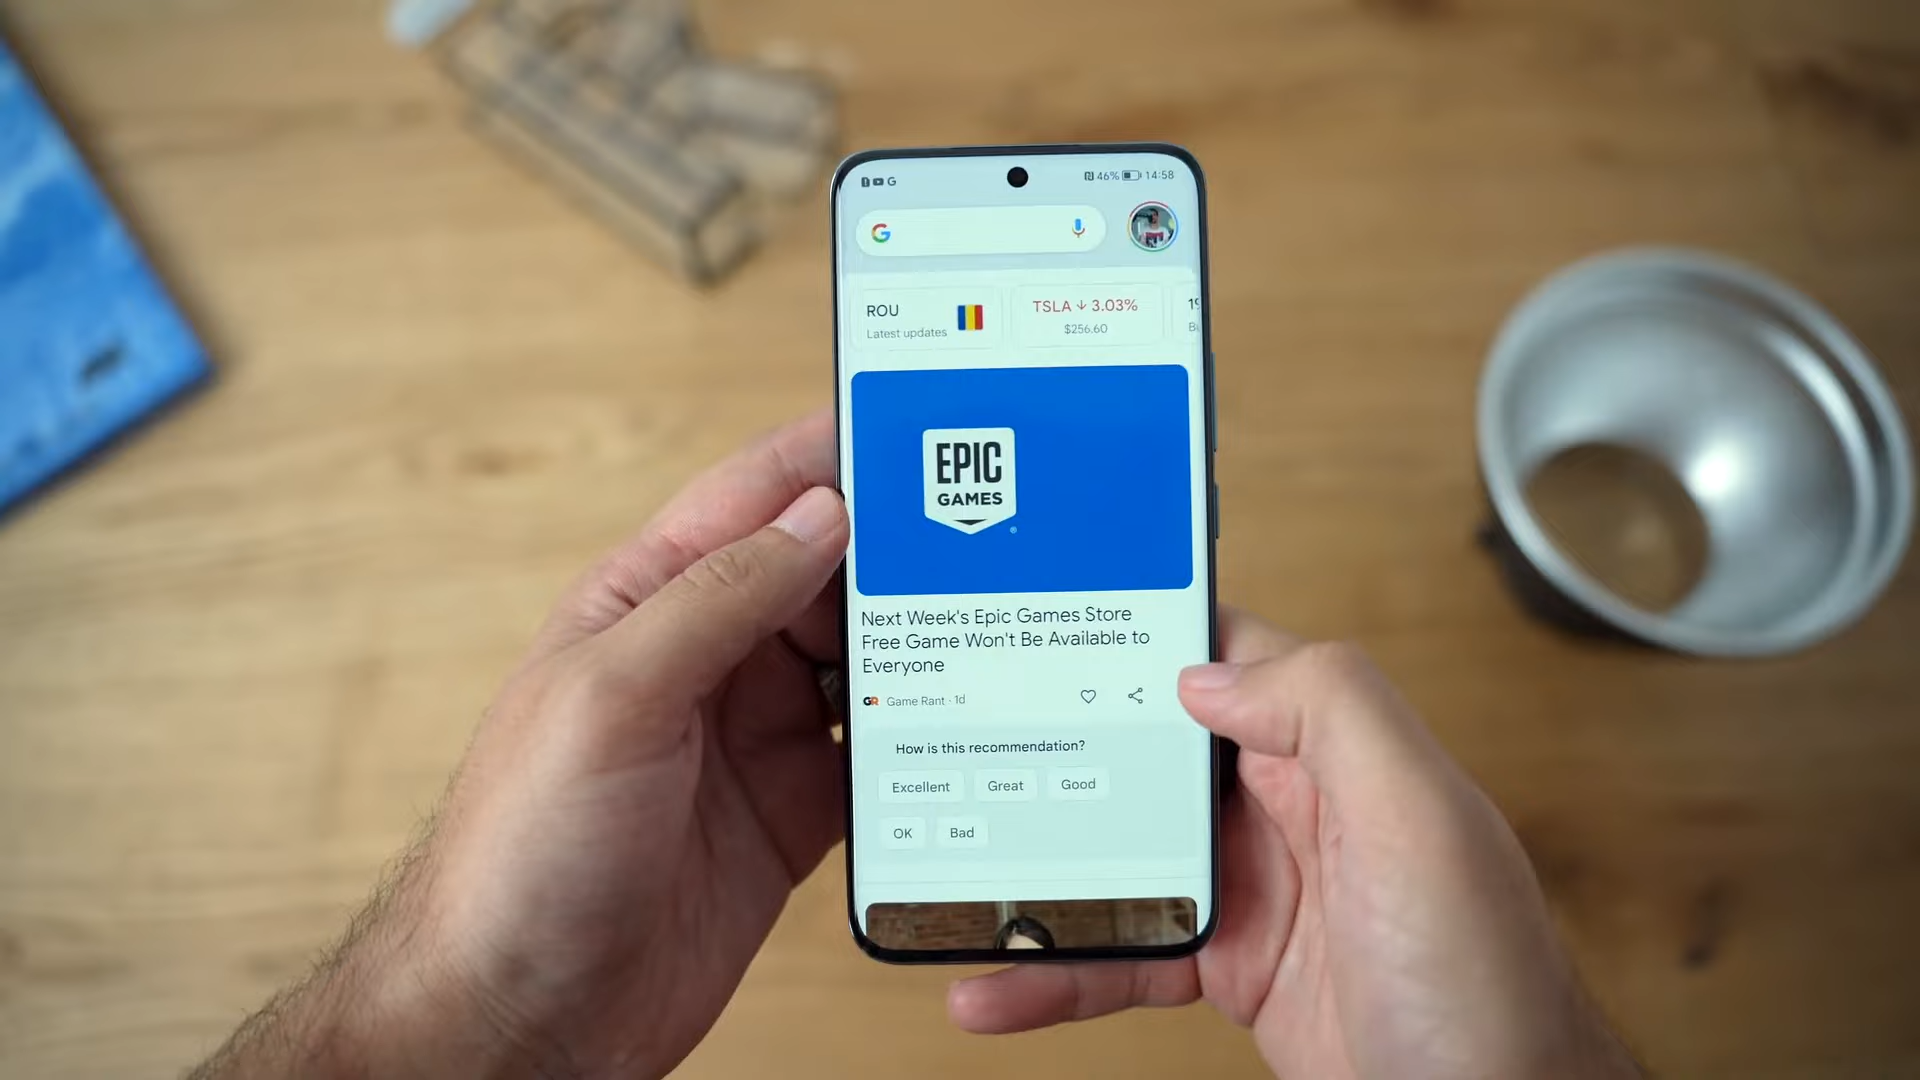 46% 14:58
G
ROU
Latest updates
TSLA ↓ 3.03%
$256.60
EPIC
GAMES
®
Next Week's Epic Games Store
Free Game Won't Be Available to
Everyone
GR Game Rant · 1d
How is this recommendation?
Excellent Great Good
OK Bad